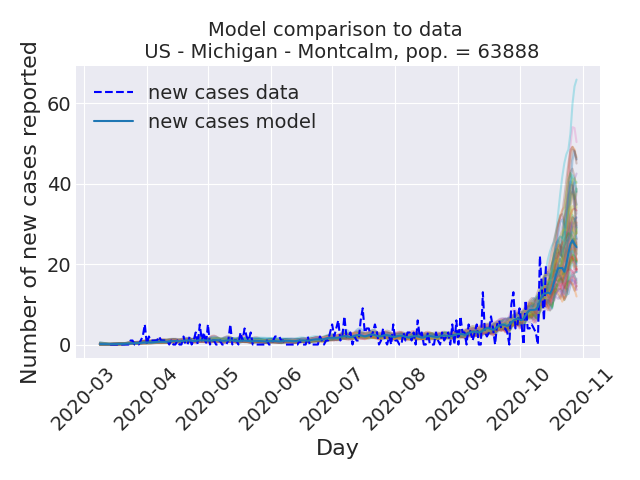 Model comparison to data
US - Michigan - Montcalm, pop. = 63888
Number of new cases reported
60
40
20
0
new cases data
new cases model
2020-03
2020-04
2020-05
2020-06
2020-07
2020-08
2020-09
2020-10
2020-11
Day